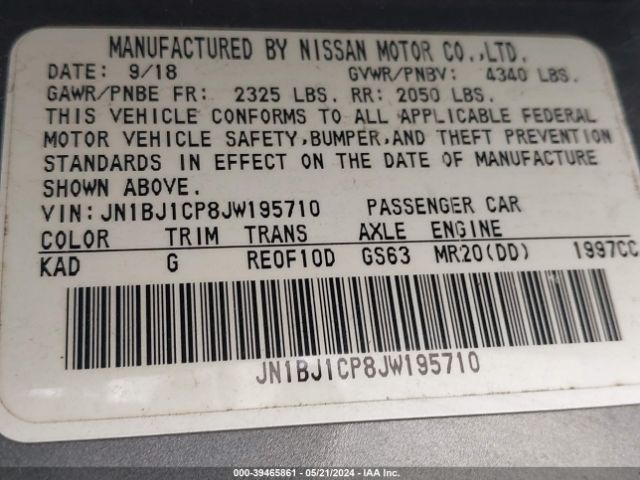 MANUFACTURED BY NISSAN MOTOR CO.,LTD.
DATE: 9/18 GVWR/PNBV: 4340 LBS.
GAWR/PNBE FR: 2325 LBS. RR: 2050 LBS.
THIS VEHICLE CONFORMS TO ALL APPLICABLE FEDERAL
MOTOR VEHICLE SAFETY,BUMPER,AND THEFT PREVENTION
STANDARDS IN EFFECT ON THE DATE OF MANUFACTURE
SHOWN ABOVE.
VIN:JN1BJ1CP8JW195710 PASSENGER CAR
COLOR TRIM TRANS AXLE ENGINE
KAD G RE0F10D GS63 MR20(DD) 1997CC
JN1BJ1CP8JW195710
000-39465861 - 05/21/2024 - IAA Inc.